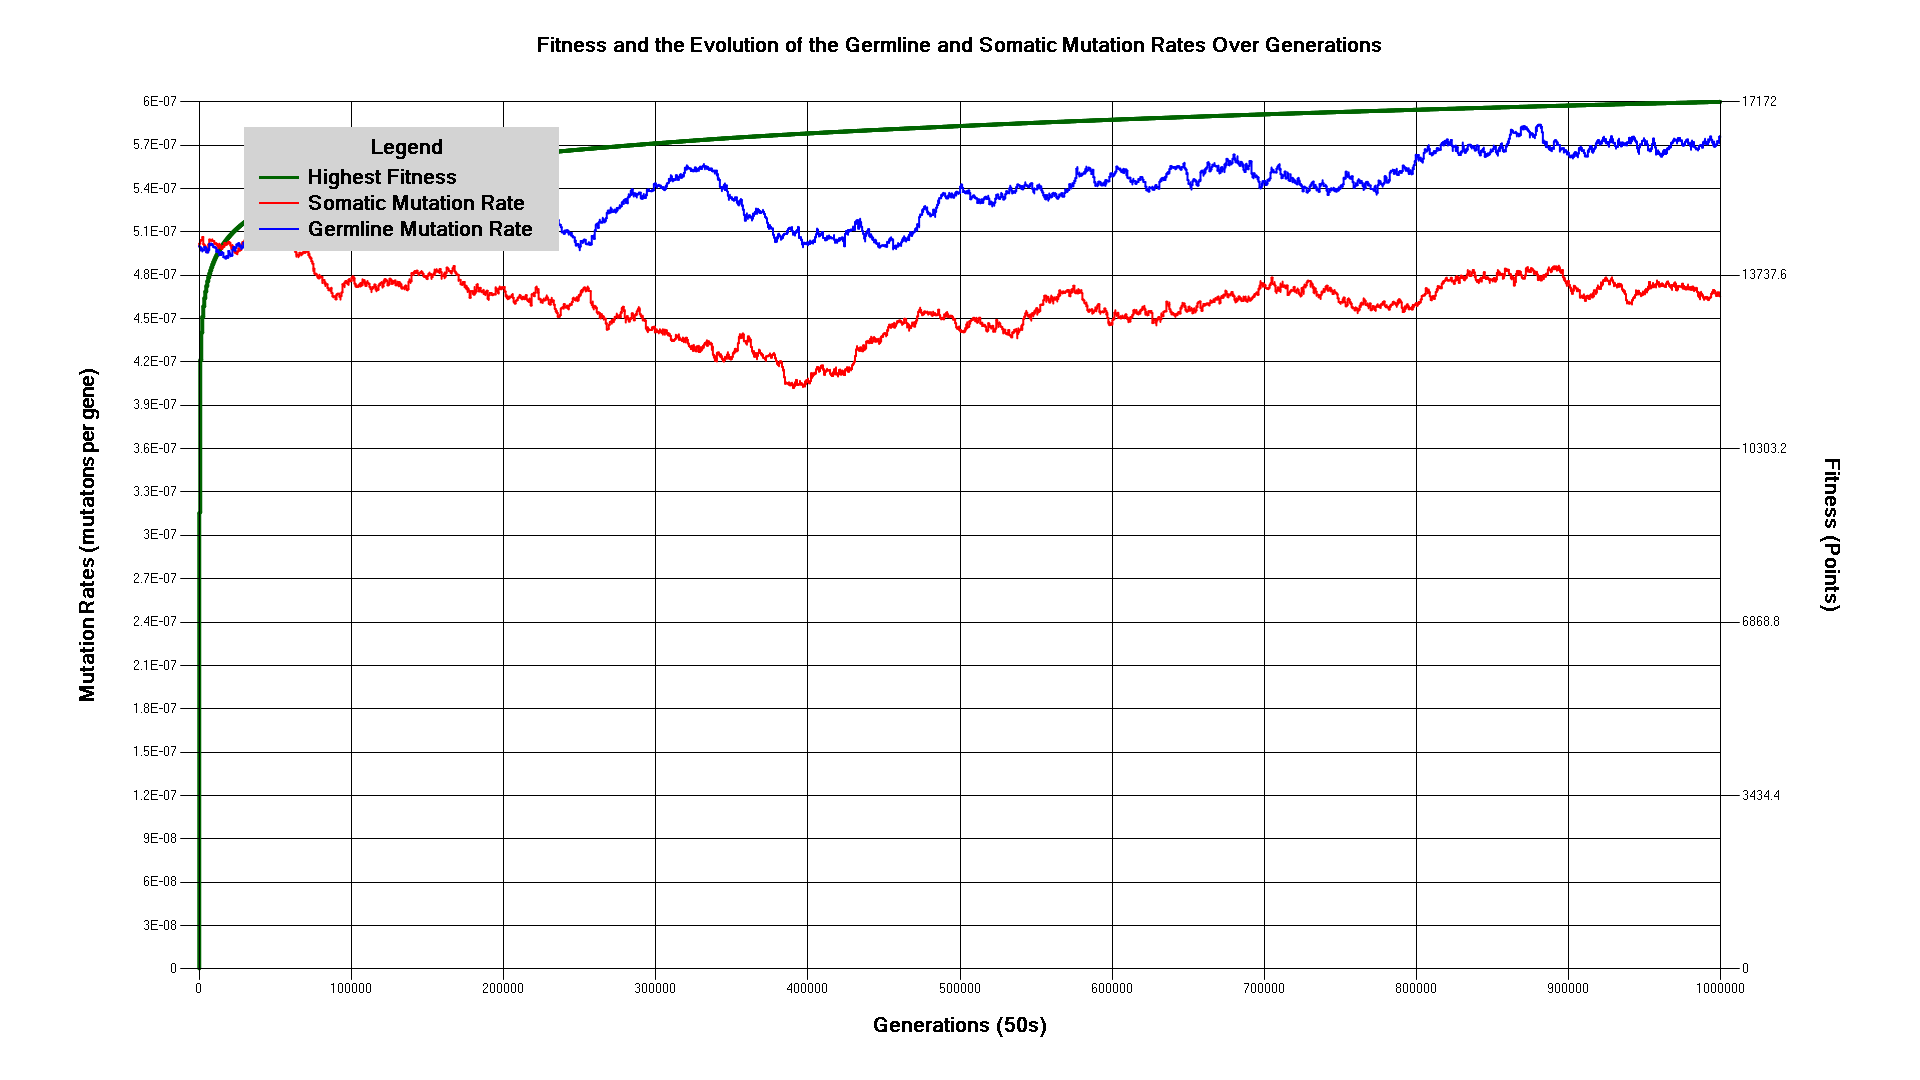 Fitness and the Evolution of the Germline and Somatic Mutation Rates Over Generations
6E-07
5.7E-07
5.4E-07
5.1E-07
4.8E-07
4.5E-07
4.2E-07
3.9E-07
3.6E-07
3.3E-07
3E-07
2.7E-07
2.4E-07
2.1E-07
1.8E-07
1.5E-07
1.2E-07
9E-08
6E-08
3E-08
0
Mutation Rates (mutatons per gene)
Legend
Highest Fitness
Somatic Mutation Rate
Germline Mutation Rate
17172
13737.6
10303.2
6868.8
3434.4
0
Fitness (Points)
0 100000 200000 300000 400000 500000 600000 700000 800000 900000 1000000
Generations (50s)